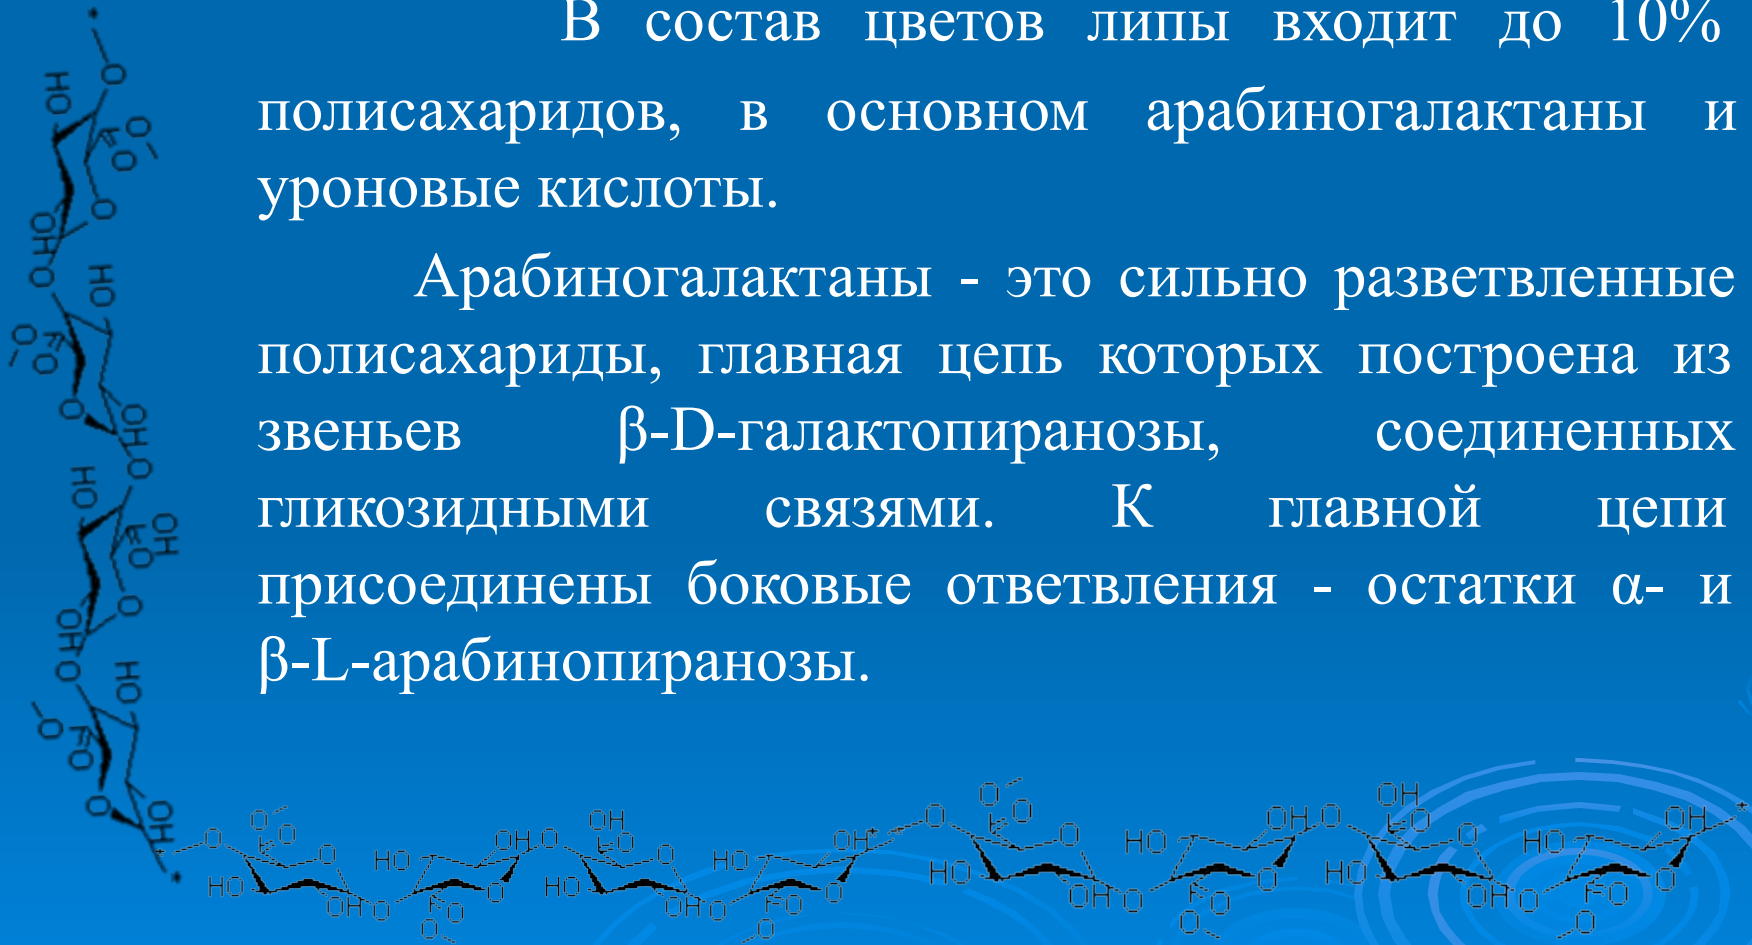 В состав цветов липы входит до 10%
полисахаридов, в основном арабиногалактаны и
уроновые кислоты.
Арабиногалактаны - это сильно разветвленные
полисахариды, главная цепь которых построена из
звеньев β-D-галактопиранозы, соединенных
гликозидными связями. К главной цепи
присоединены боковые ответвления - остатки α- и
β-L-арабинопиранозы.